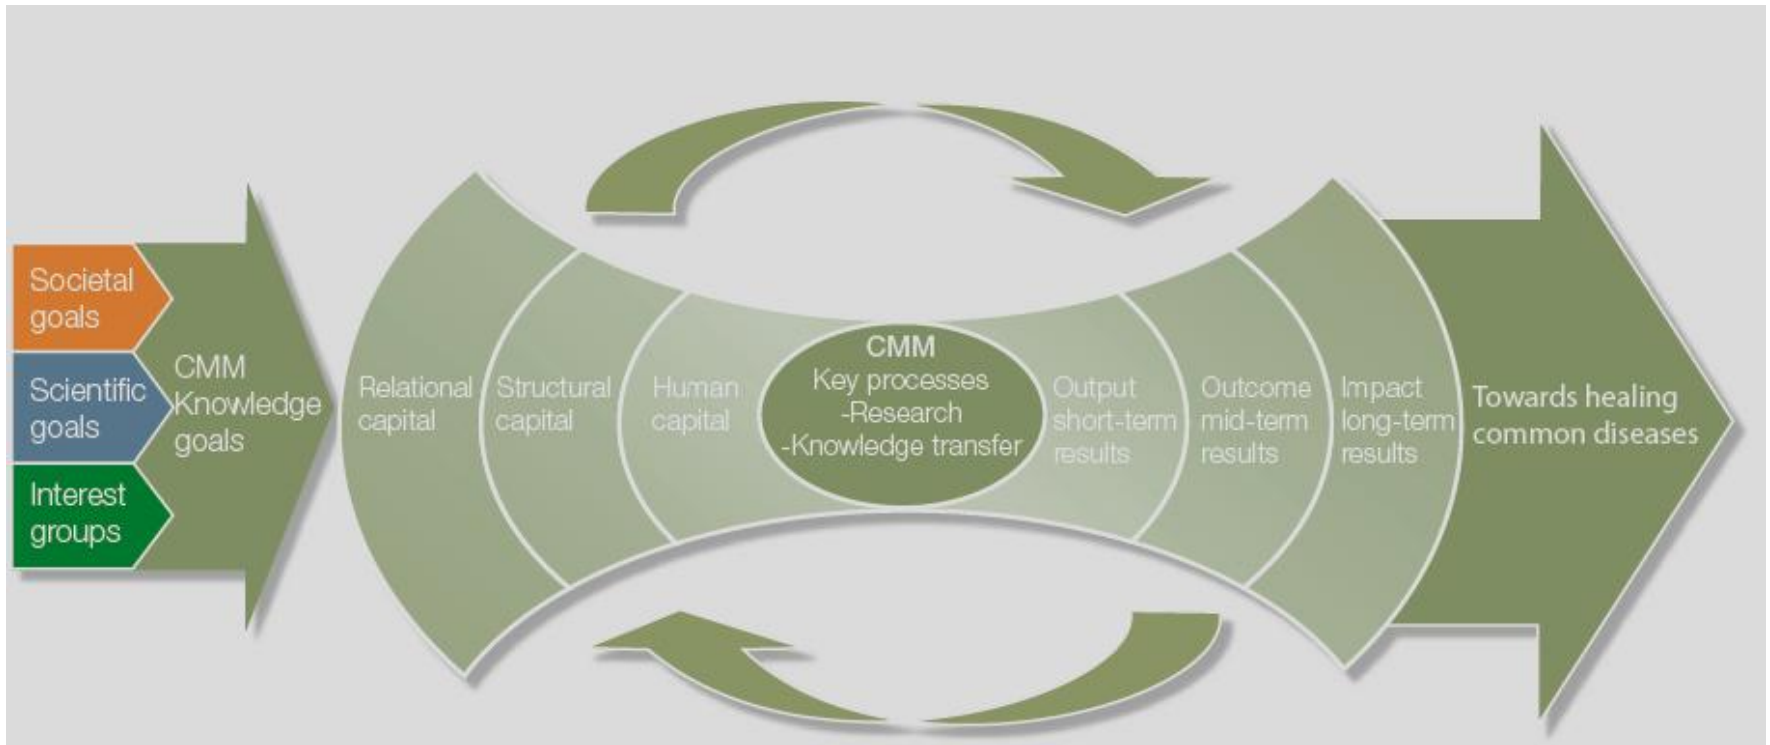 Societal
goals
Scientific
goals
Interest
groups
CMM
Knowledge
goals
Relational
capital
Structural
capital
Human
capital
CMM
Key processes
-Research
-Knowledge transfer
Output
short-term
results
Outcome
mid-term
results
Impact
long-term
results
Towards healing
common diseases